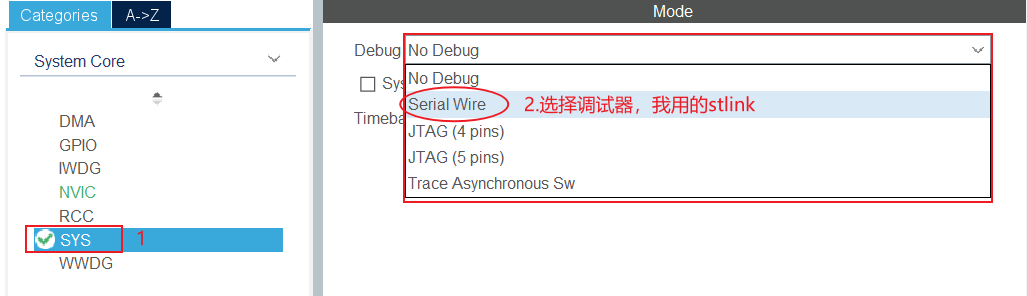 Categories
A->Z
System Core
DMA
GPIO
IWDG
NVIC
RCC
SYS
1
WWDG
Mode
Debug No Debug
No Debug
Sys
Serial Wire
2.选择调试器，我用的stlink
Timeba
JTAG (4 pins)
JTAG (5 pins)
Trace Asynchronous Sw